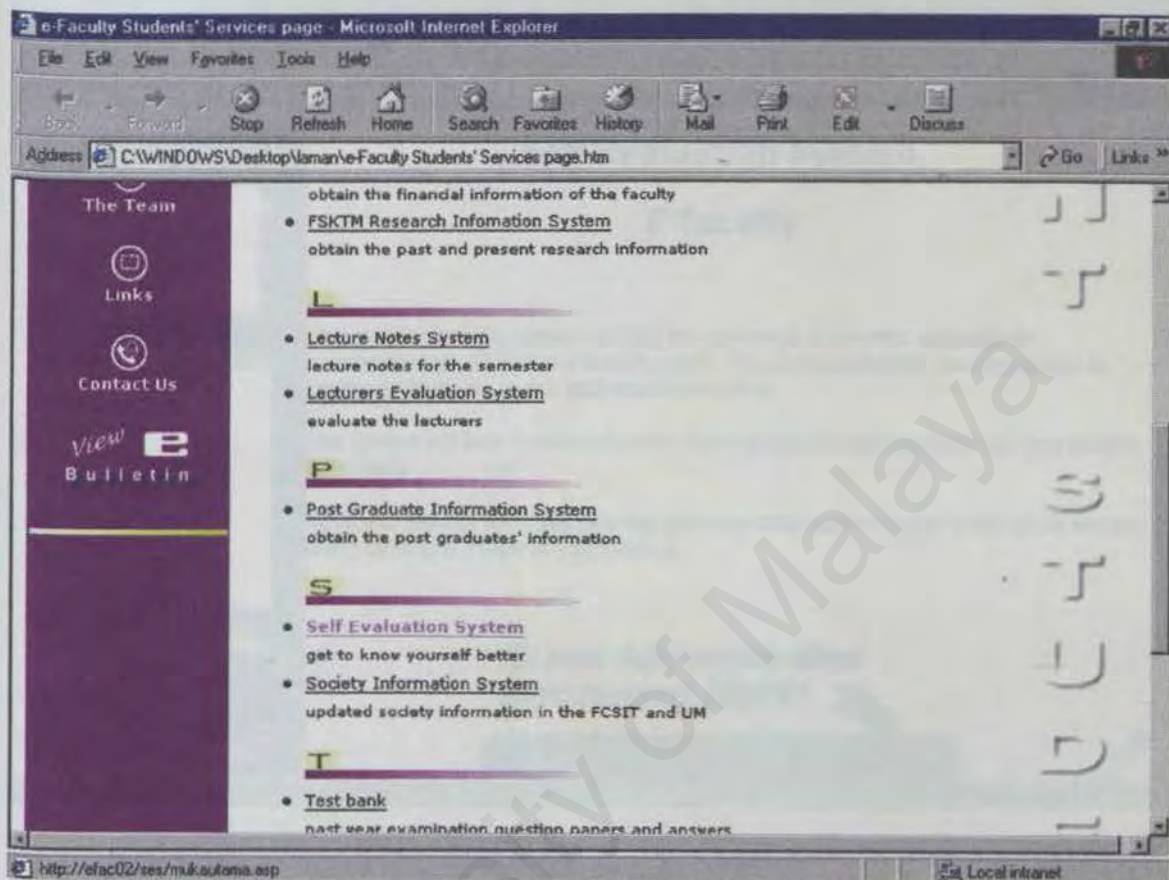 e-Faculty Students' Services page - Microsoft Internet Explorer
File Edit View Favorites Tools Help
Back Forward Stop Refresh Home Search Favorites History Mail Print Edit Discuss
Address C:\WINDOWS\Desktop\laman\e-Faculty Students' Services page.htm Go Links »
The Team
Links
Contact Us
View e
Bulletin
obtain the financial information of the faculty
• FSKTM Research Infomation System
obtain the past and present research information
L
• Lecture Notes System
lecture notes for the semester
• Lecturers Evaluation System
evaluate the lecturers
P
• Post Graduate Information System
obtain the post graduates' information
S
• Self Evaluation System
get to know yourself better
• Society Information System
updated society information in the FCSIT and UM
T
• Test bank
past year examination question papers and answers
T
S
T
U
D
http://efac02/ses/mukautama.asp Local intranet
University of Malaya